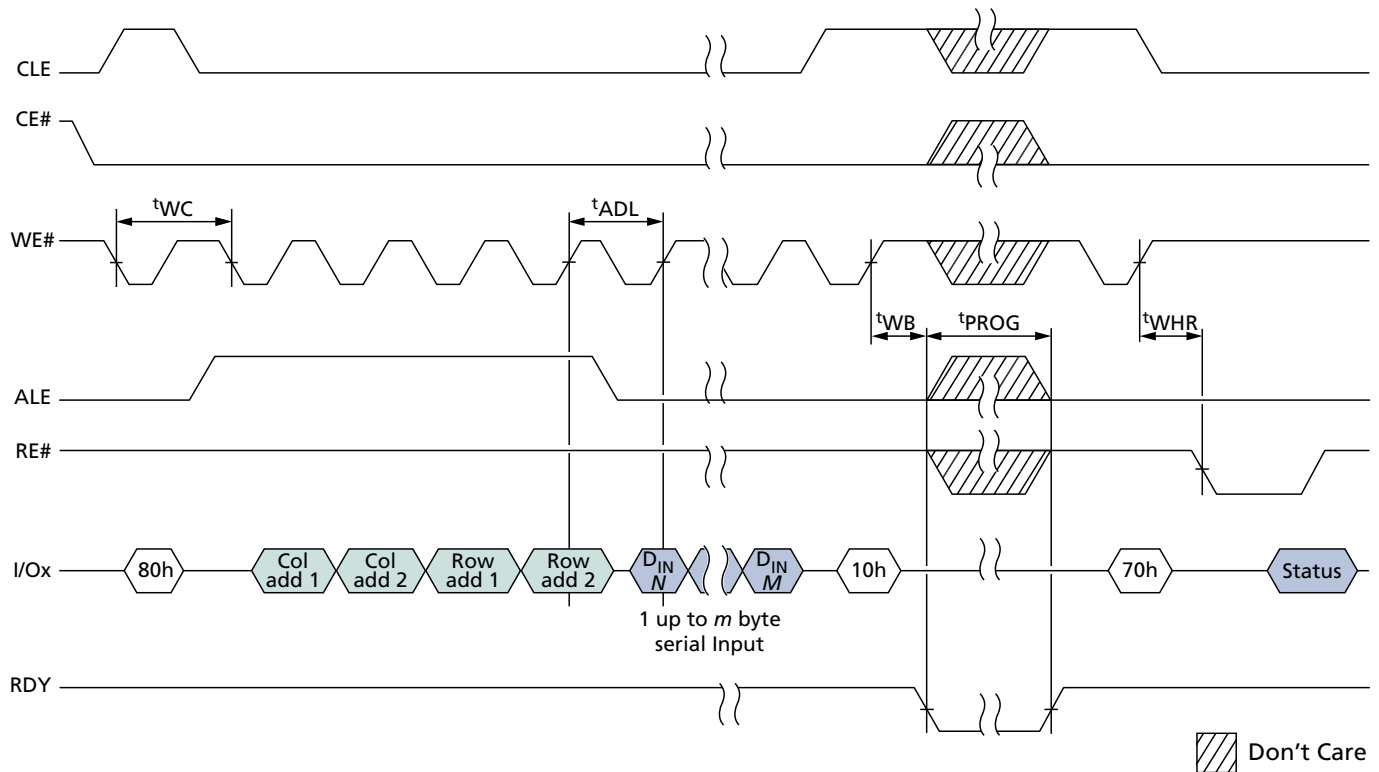 CLE
CE#
tWC
tADL
WE#
tWB
tPROG
tWHR
ALE
RE#
I/Ox
80h
Col
add 1
Col
add 2
Row
add 1
Row
add 2
DIN
N
DIN
M
10h
70h
Status
1 up to m byte
serial Input
RDY
Don't Care